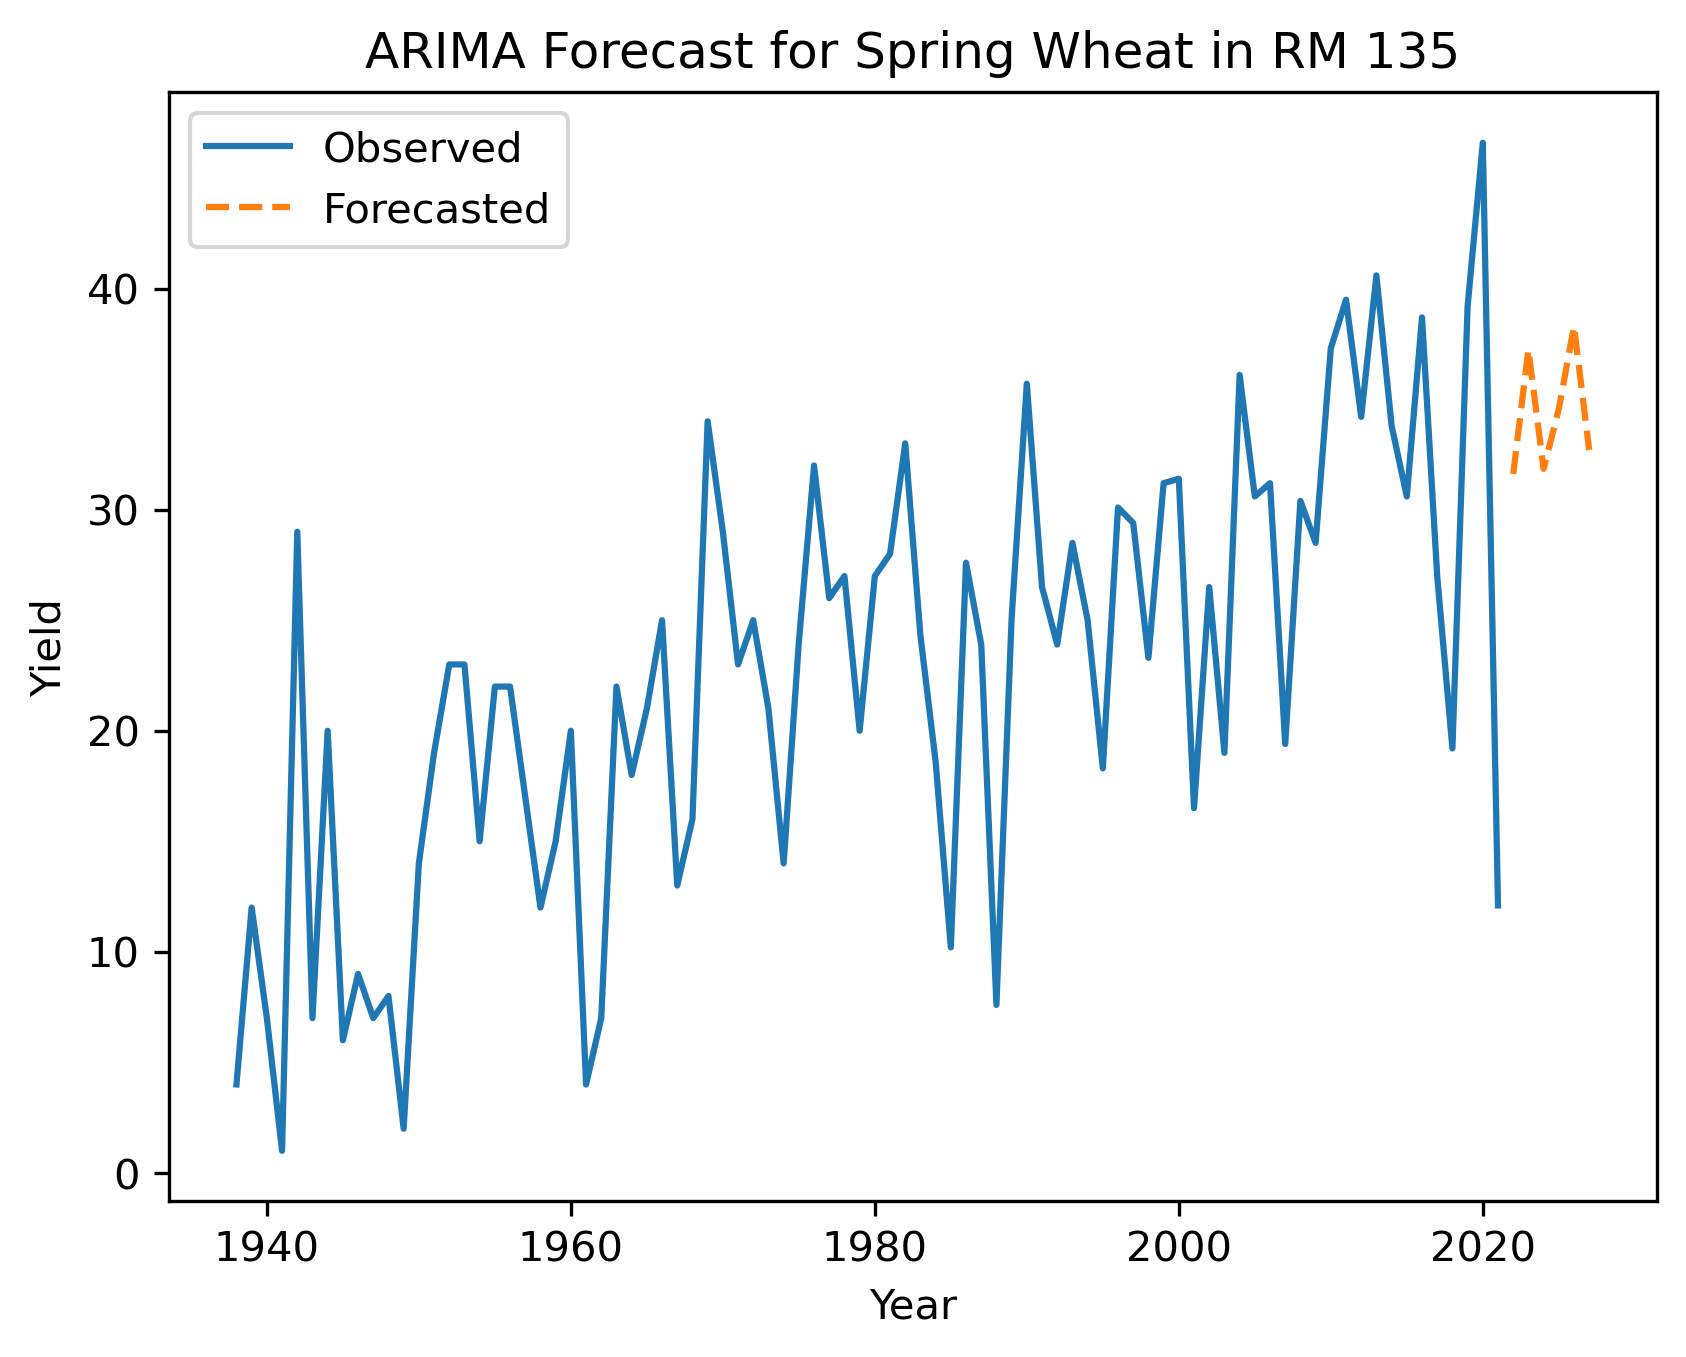 ARIMA Forecast for Spring Wheat in RM 135
Observed
Forecasted
40
30
20
10
0
Yield
1940 1960 1980 2000 2020
Year